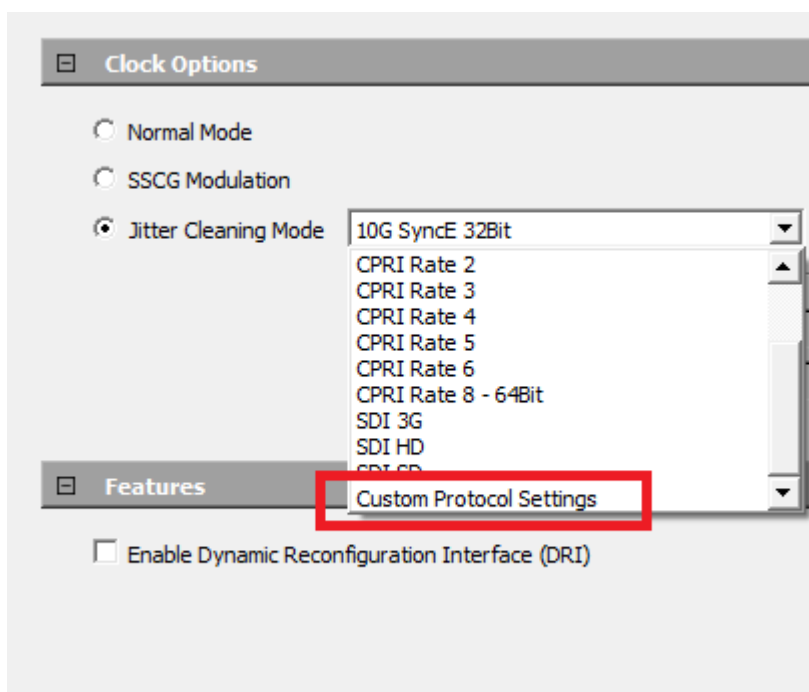 Clock Options
Normal Mode
SSCG Modulation
Jitter Cleaning Mode 10G SyncE 32Bit
CPRI Rate 2
CPRI Rate 3
CPRI Rate 4
CPRI Rate 5
CPRI Rate 6
CPRI Rate 8 - 64Bit
SDI 3G
SDI HD
SDI SD
Features
Custom Protocol Settings
Enable Dynamic Reconfiguration Interface (DRI)